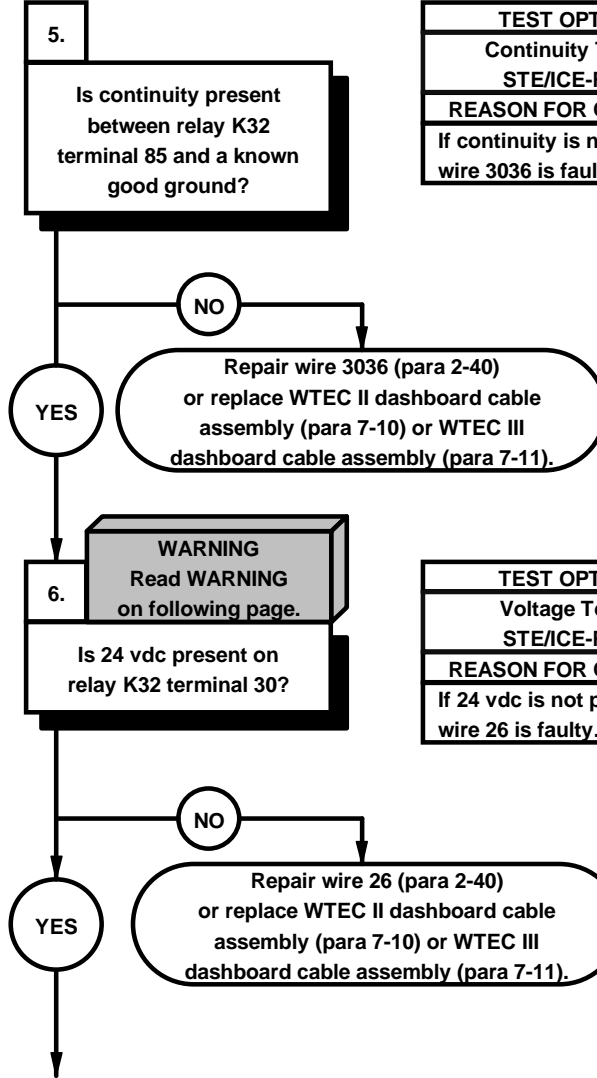 5.
Is continuity present
between relay K32
terminal 85 and a known
good ground?
TEST OPT
Continuity
STE/ICE-
REASON FOR
If continuity is
wire 3036 is
NO
YES
Repair wire 3036 (para 2-40)
or replace WTEC II dashboard cable
assembly (para 7-10) or WTEC III
dashboard cable assembly (para 7-11).
WARNING
Read WARNING
on following page.
6.
Is 24 vdc present on
relay K32 terminal 30?
TEST OPT
Voltage
STE/ICE-
REASON FOR
If 24 vdc is not
wire 26 is faulty.
NO
YES
Repair wire 26 (para 2-40)
or replace WTEC II dashboard cable
assembly (para 7-10) or WTEC III
dashboard cable assembly (para 7-11).